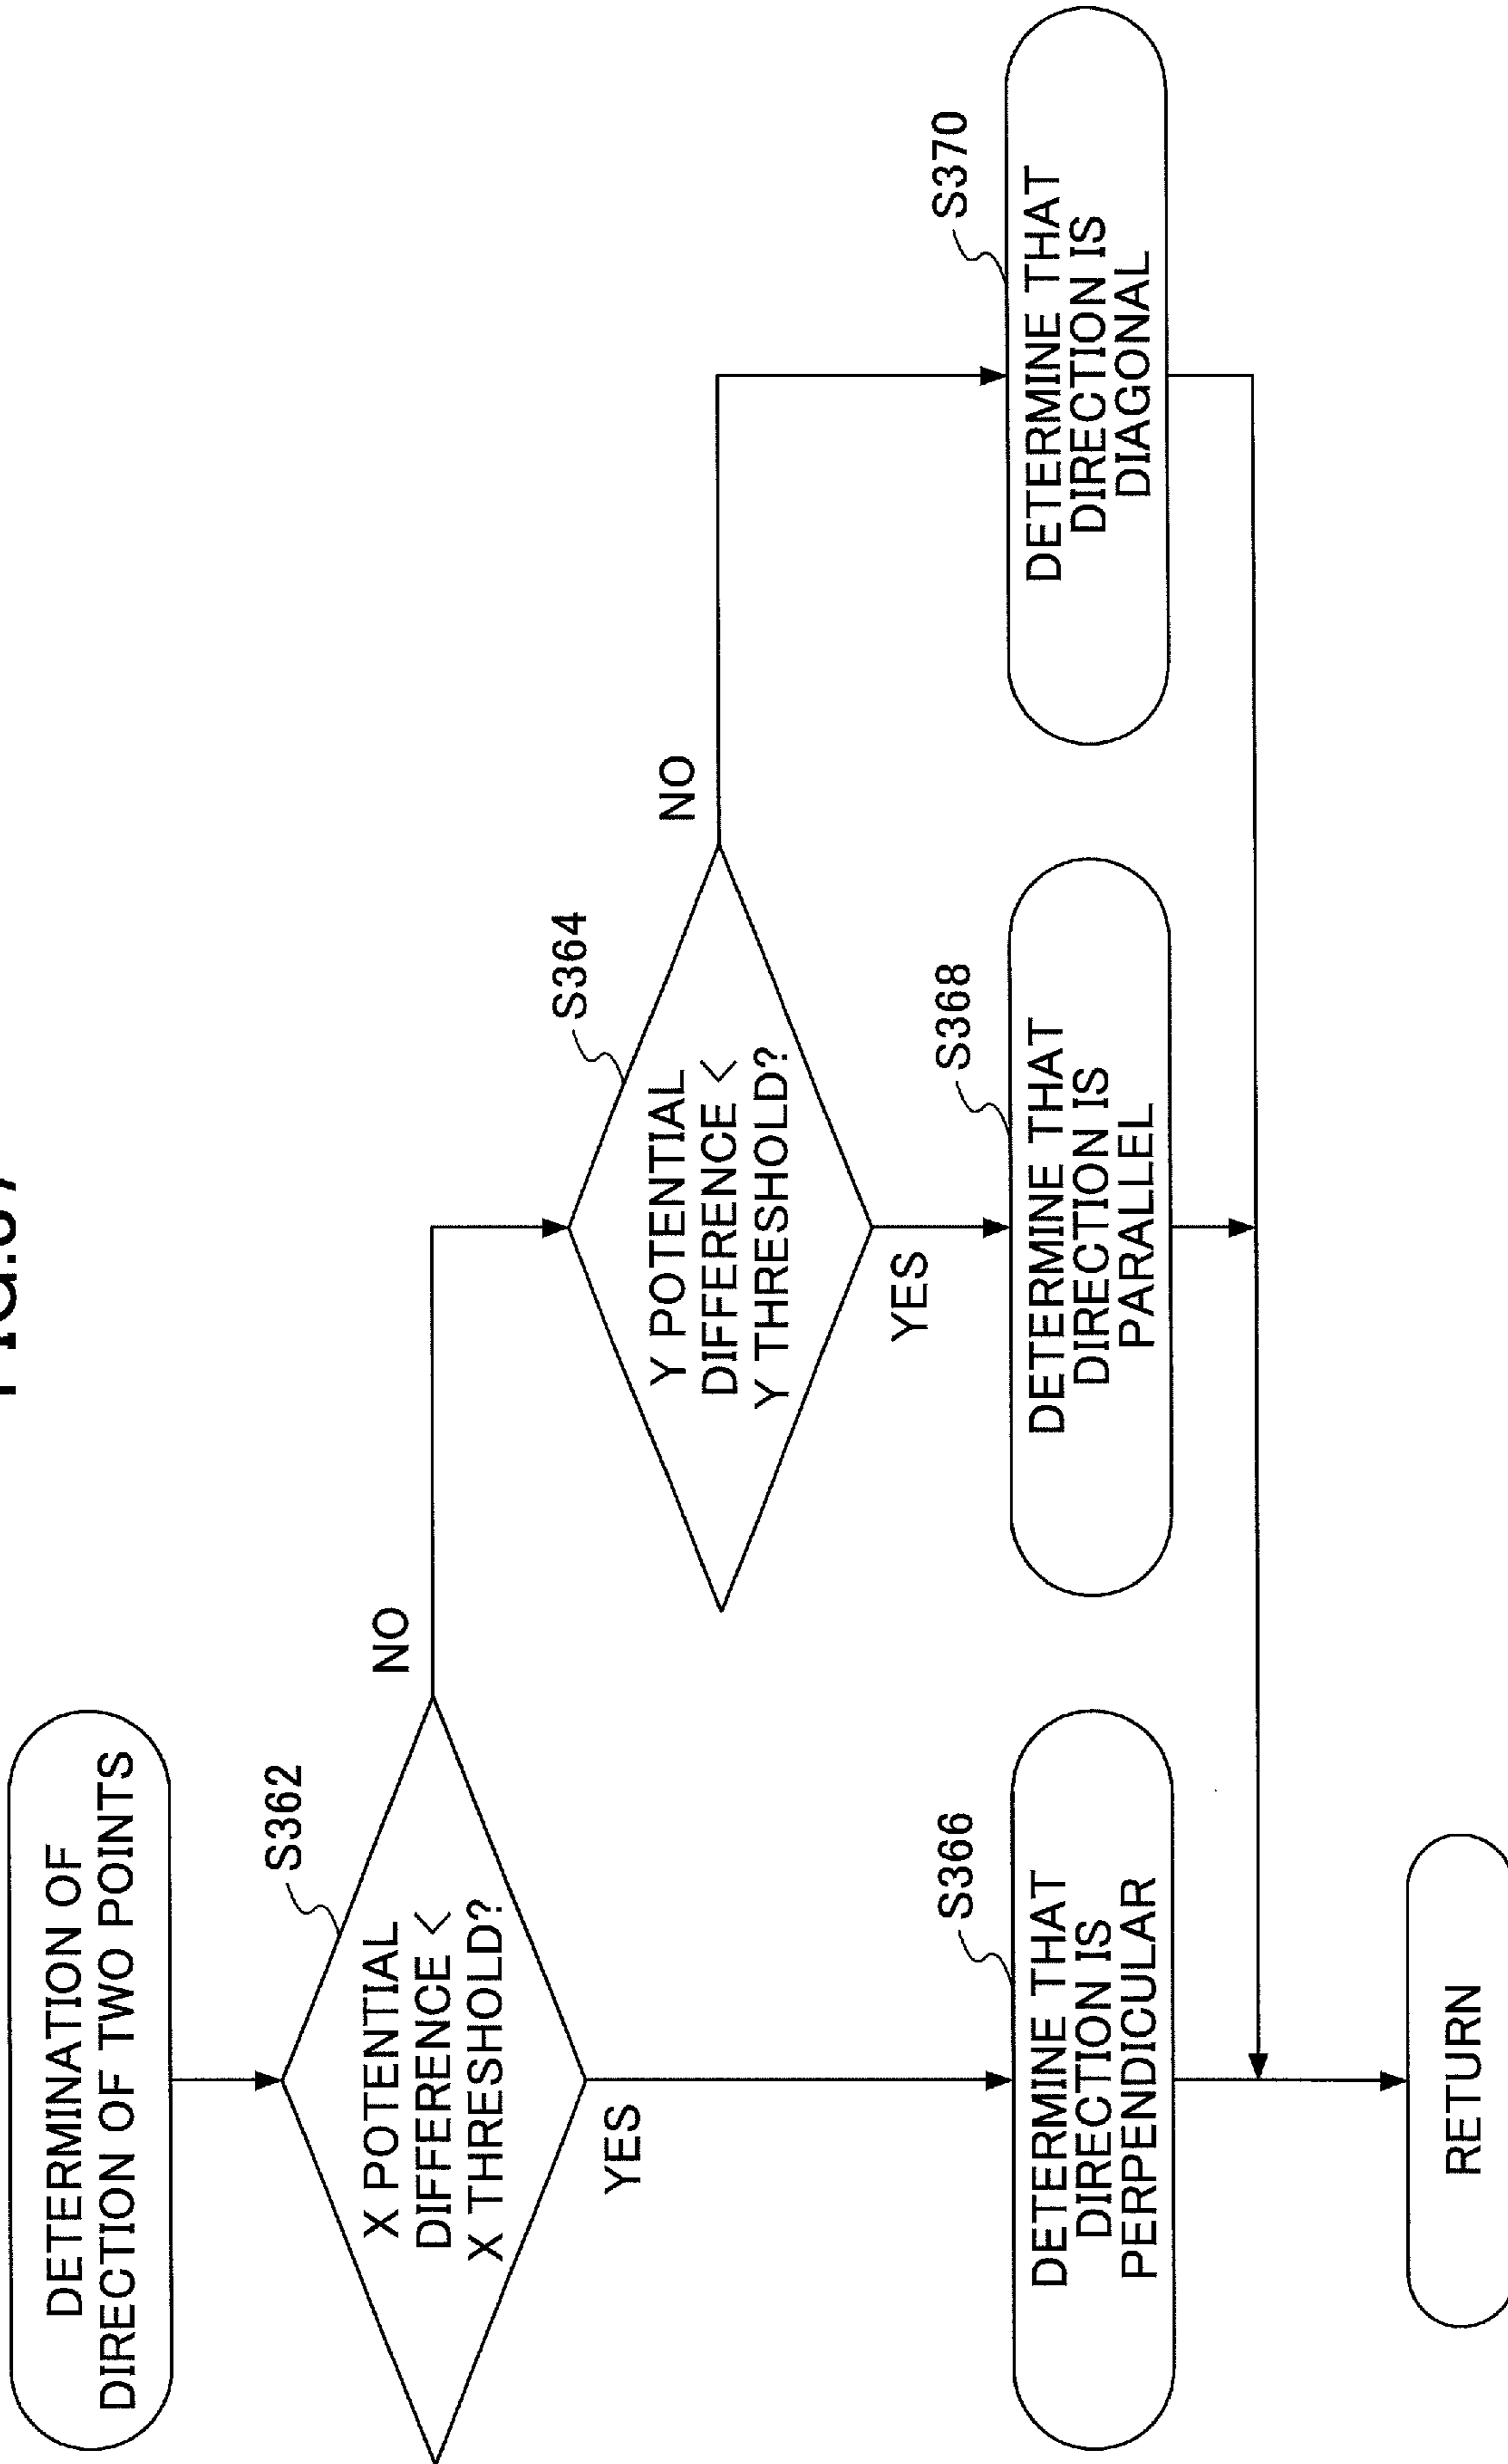 DETERMINATION OF
DIRECTION OF TWO POINTS
S362
X POTENTIAL
DIFFERENCE <
X THRESHOLD?
NO
YES
S364
Y POTENTIAL
DIFFERENCE <
Y THRESHOLD?
NO
YES
S366
DETERMINE THAT
DIRECTION IS
PERPENDICULAR
S368
DETERMINE THAT
DIRECTION IS
PARALLEL
S370
DETERMINE THAT
DIRECTION IS
DIAGONAL
RETURN